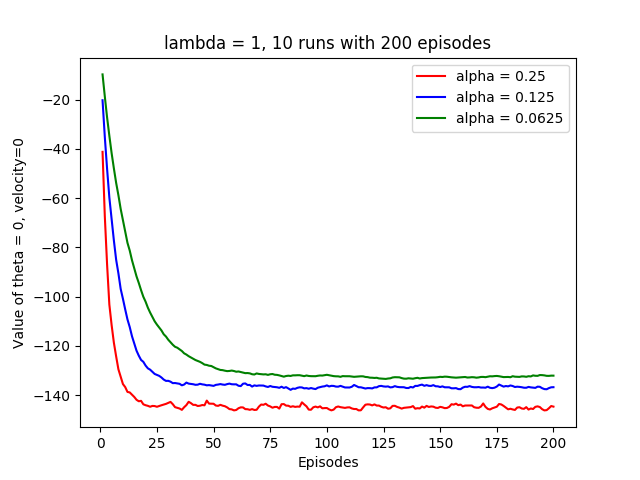 lambda = 1, 10 runs with 200 episodes
alpha = 0.25
alpha = 0.125
alpha = 0.0625
Value of theta = 0, velocity=0
−20
−40
−60
−80
−100
−120
−140
0 25 50 75 100 125 150 175 200
Episodes